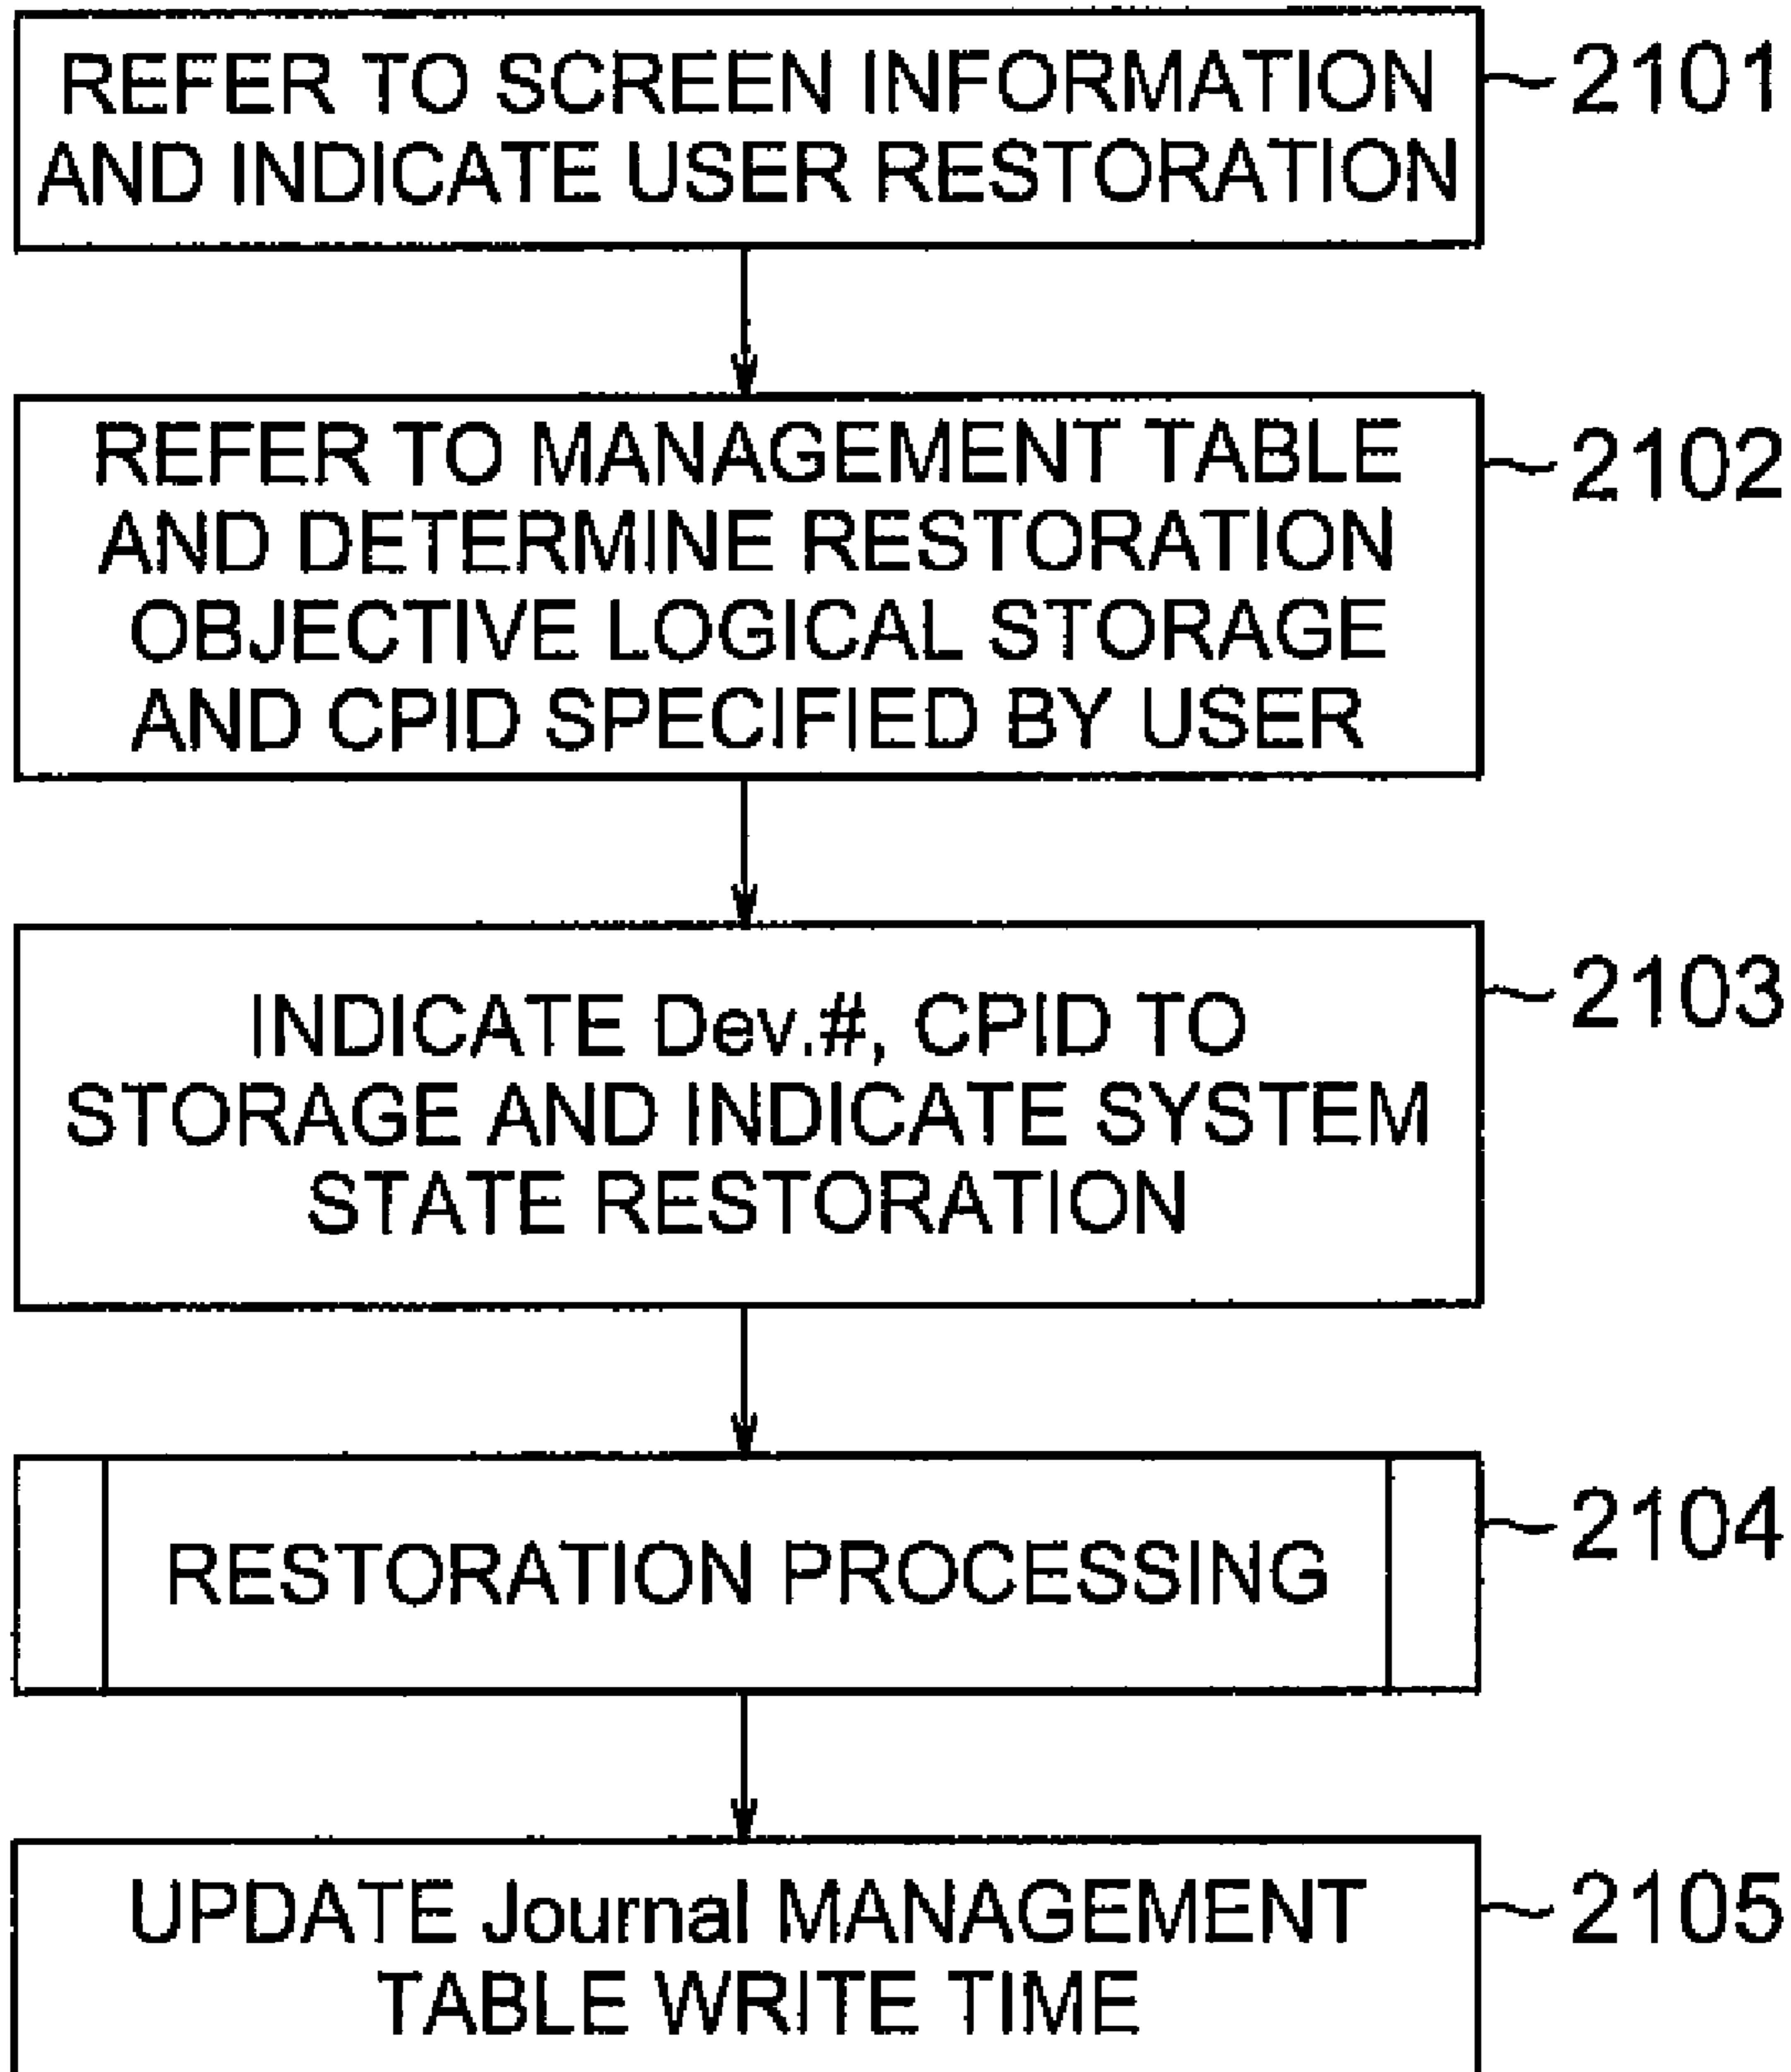 REFER TO SCREEN INFORMATION
AND INDICATE USER RESTORATION
2101
REFER TO MANAGEMENT TABLE
AND DETERMINE RESTORATION
OBJECTIVE LOGICAL STORAGE
AND CPID SPECIFIED BY USER
2102
INDICATE Dev.#, CPID TO
STORAGE AND INDICATE SYSTEM
STATE RESTORATION
2103
RESTORATION PROCESSING
2104
UPDATE Journal MANAGEMENT
TABLE WRITE TIME
2105